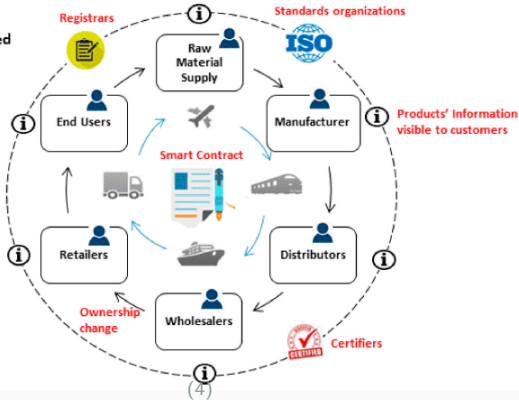 Registrars
Standards organizations
ed
ISO
Raw
Material
Supply
End Users
Manufacturer
Products' Information
visible to customers
Smart Contract
Retailers
Distributors
Ownership
change
Wholesalers
CERTIFIED
Certifiers
(4)
i
i
i
i
i
i